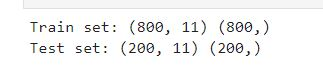 Train set: (800, 11) (800,)
Test set: (200, 11) (200,)